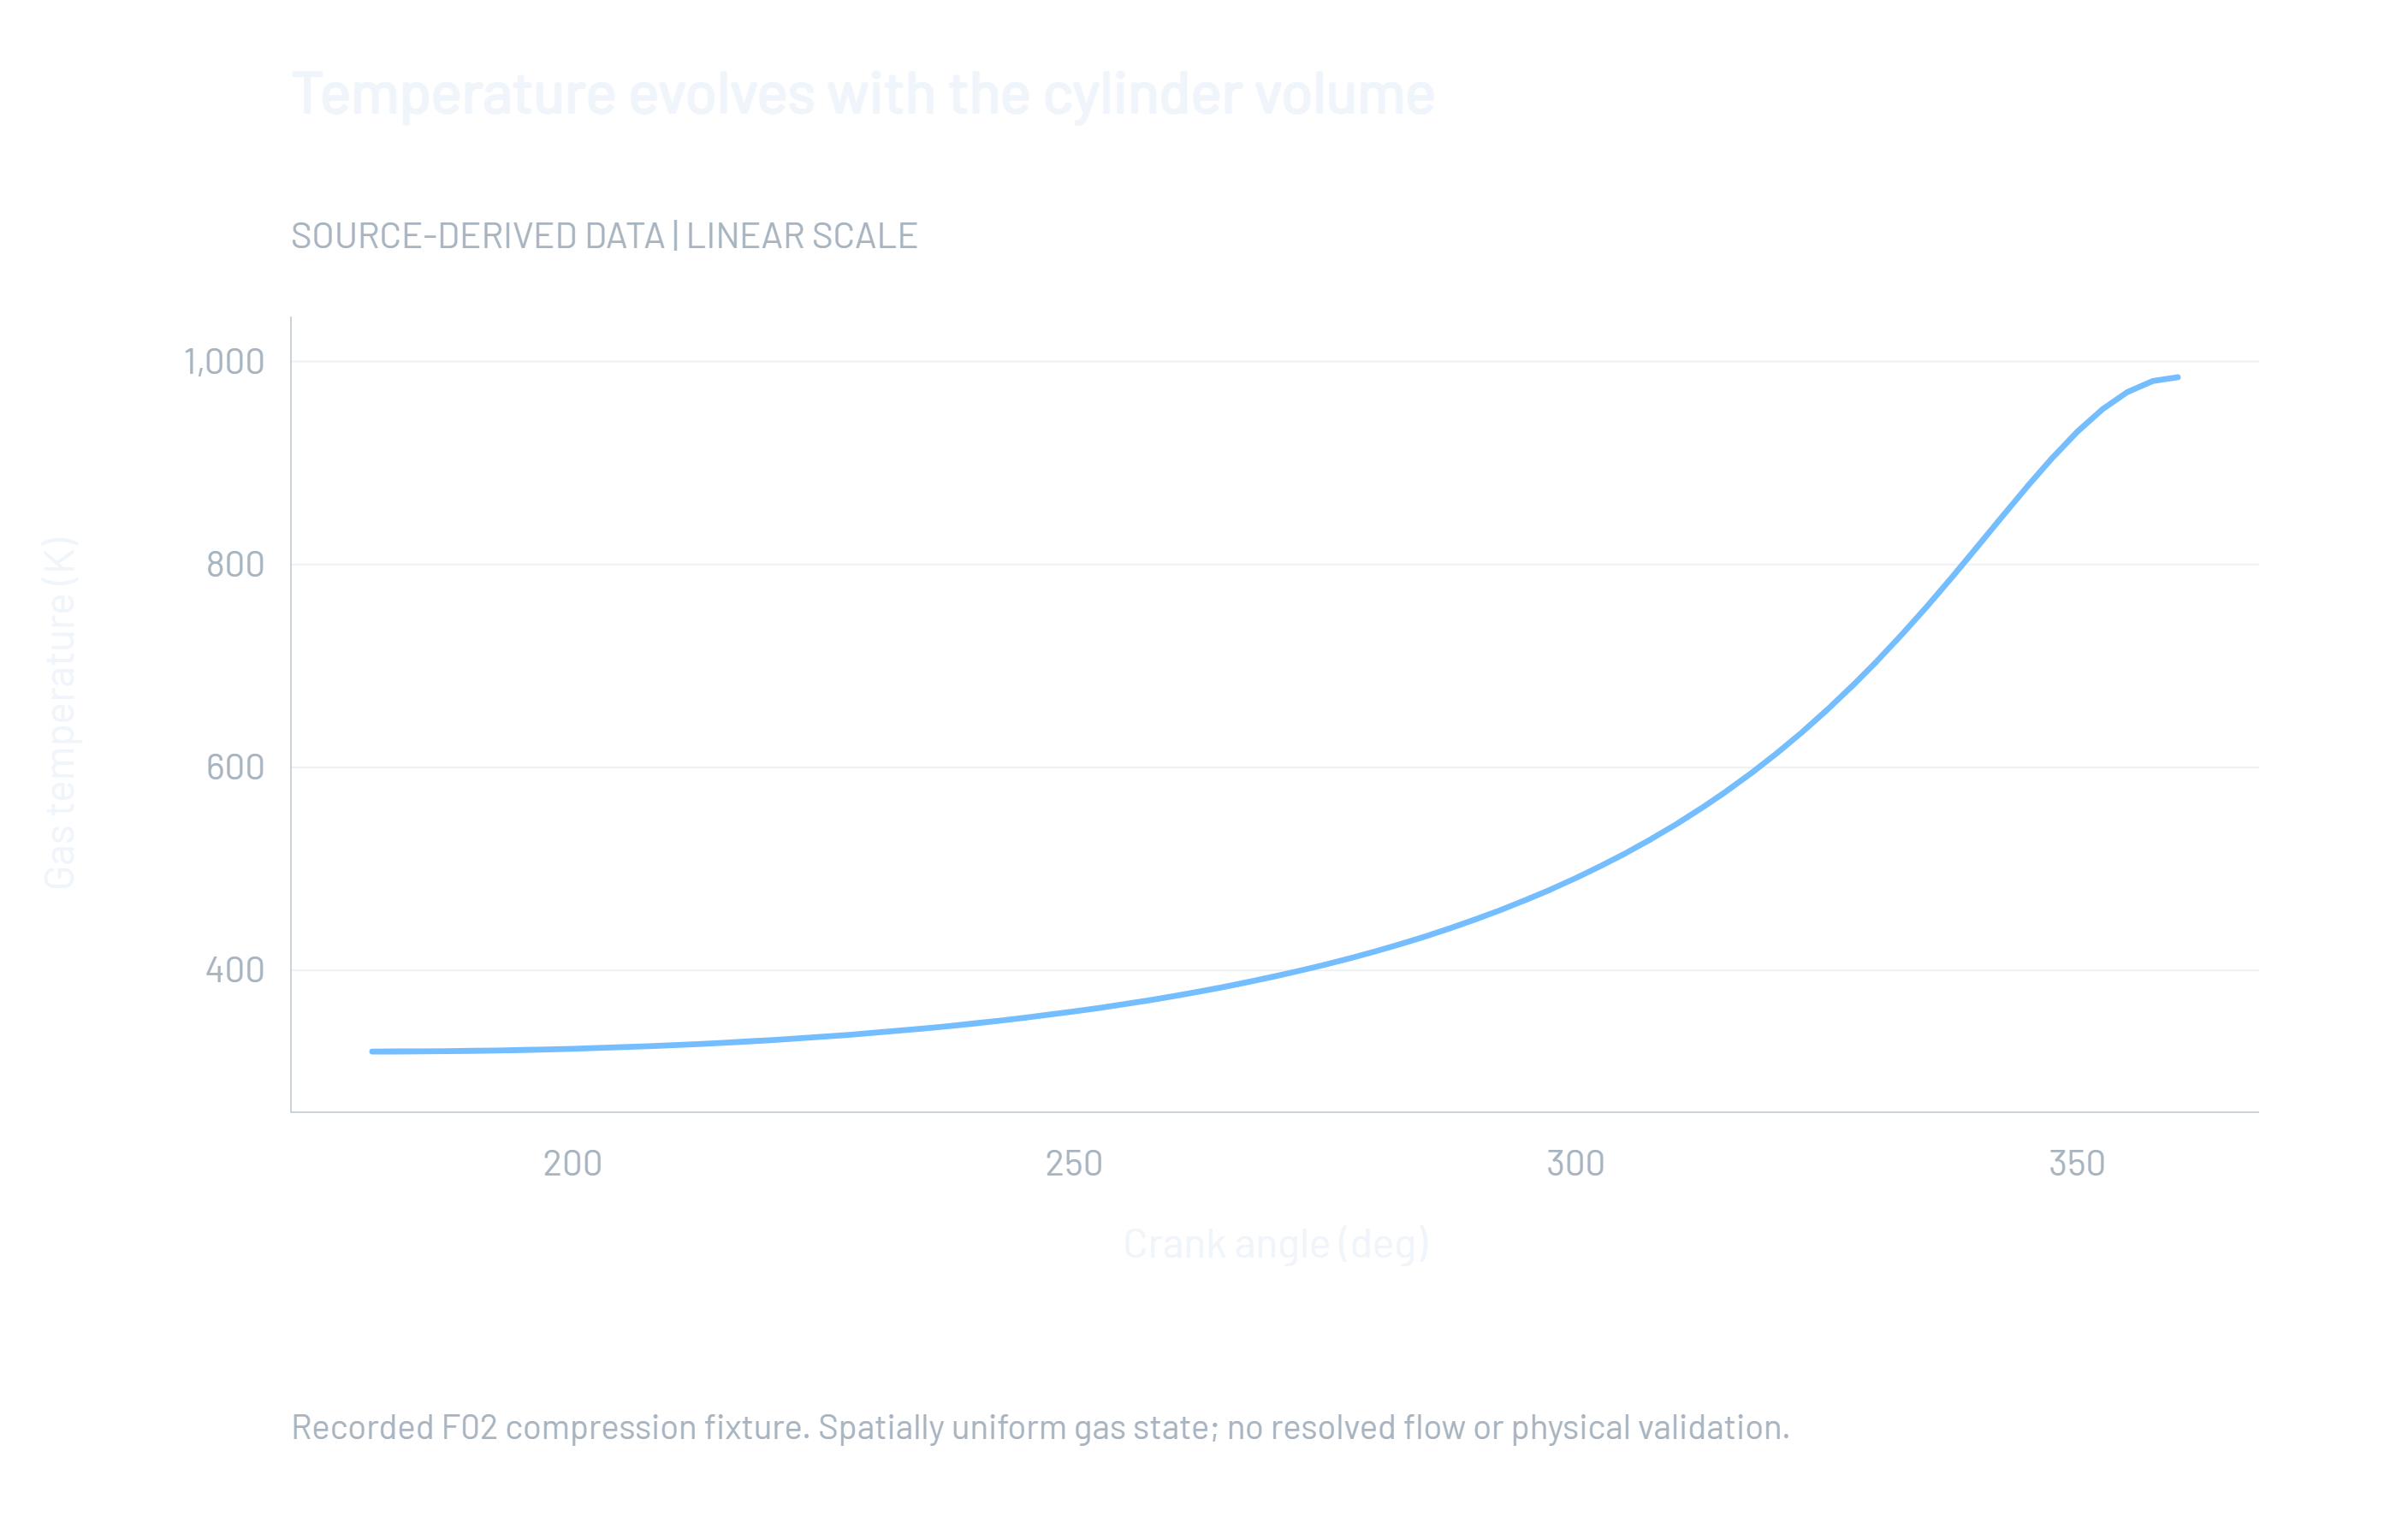 Temperature evolves with the cylinder volume
SOURCE-DERIVED DATA | LINEAR SCALE
1,000
800
600
400
Gas temperature (K)
200
250
300
350
Crank angle (deg)
Recorded F02 compression fixture. Spatially uniform gas state; no resolved flow or physical validation.